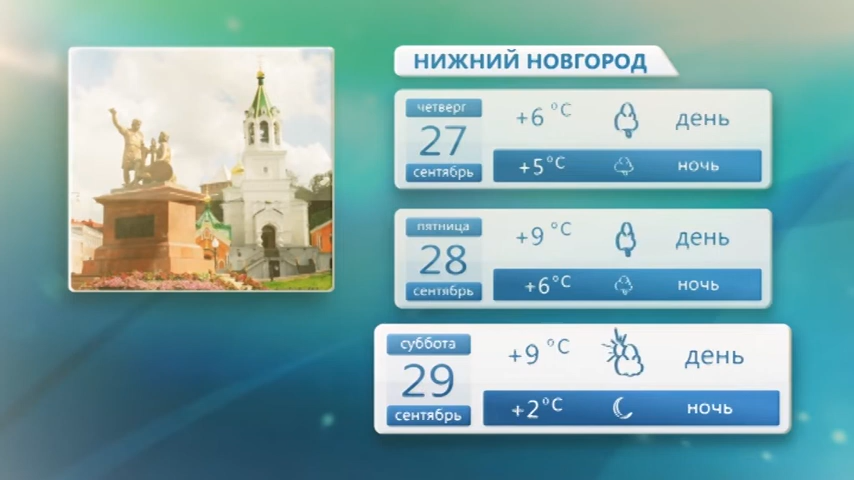 НИЖНИЙ НОВГОРОД
четверг
27
сентябрь
+6 °C
день
+5°C
ночь
пятница
28
сентябрь
+9 °C
день
+6°C
ночь
суббота
29
сентябрь
+9 °C
день
+2°C
ночь